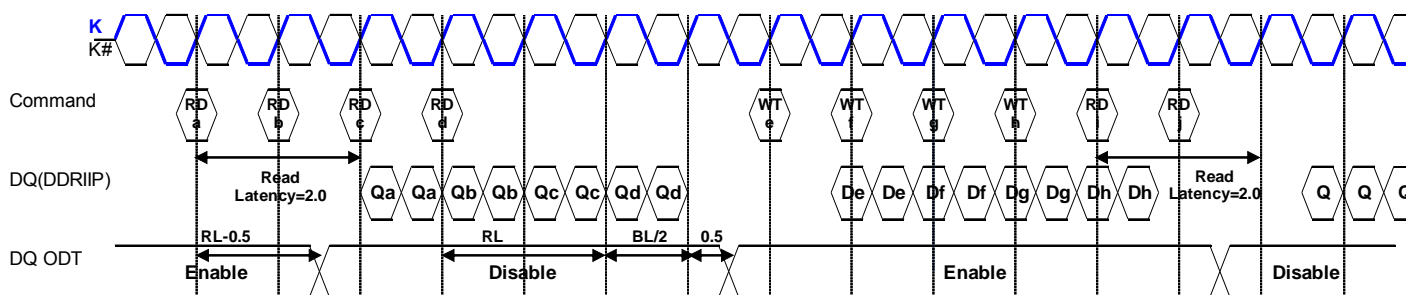 K
K#
Command
RD a
RD b
RD c
RD d
WT e
WT f
WT g
WT h
RD
RD j
DQ(DDRIIP)
Read Latency=2.0
Qa Qa Qb Qb Qc Qc Qd Qd
De De Df Df Dg Dg Dh Dh
Read Latency=2.0
Q Q Q
DQ ODT
RL-0.5
RL
BL/2
0.5
Enable
Disable
Enable
Disable